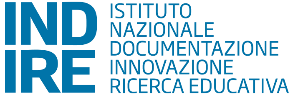 IND
IRE
ISTITUTO
NAZIONALE
DOCUMENTAZIONE
INNOVAZIONE
RICERCA EDUCATIVA